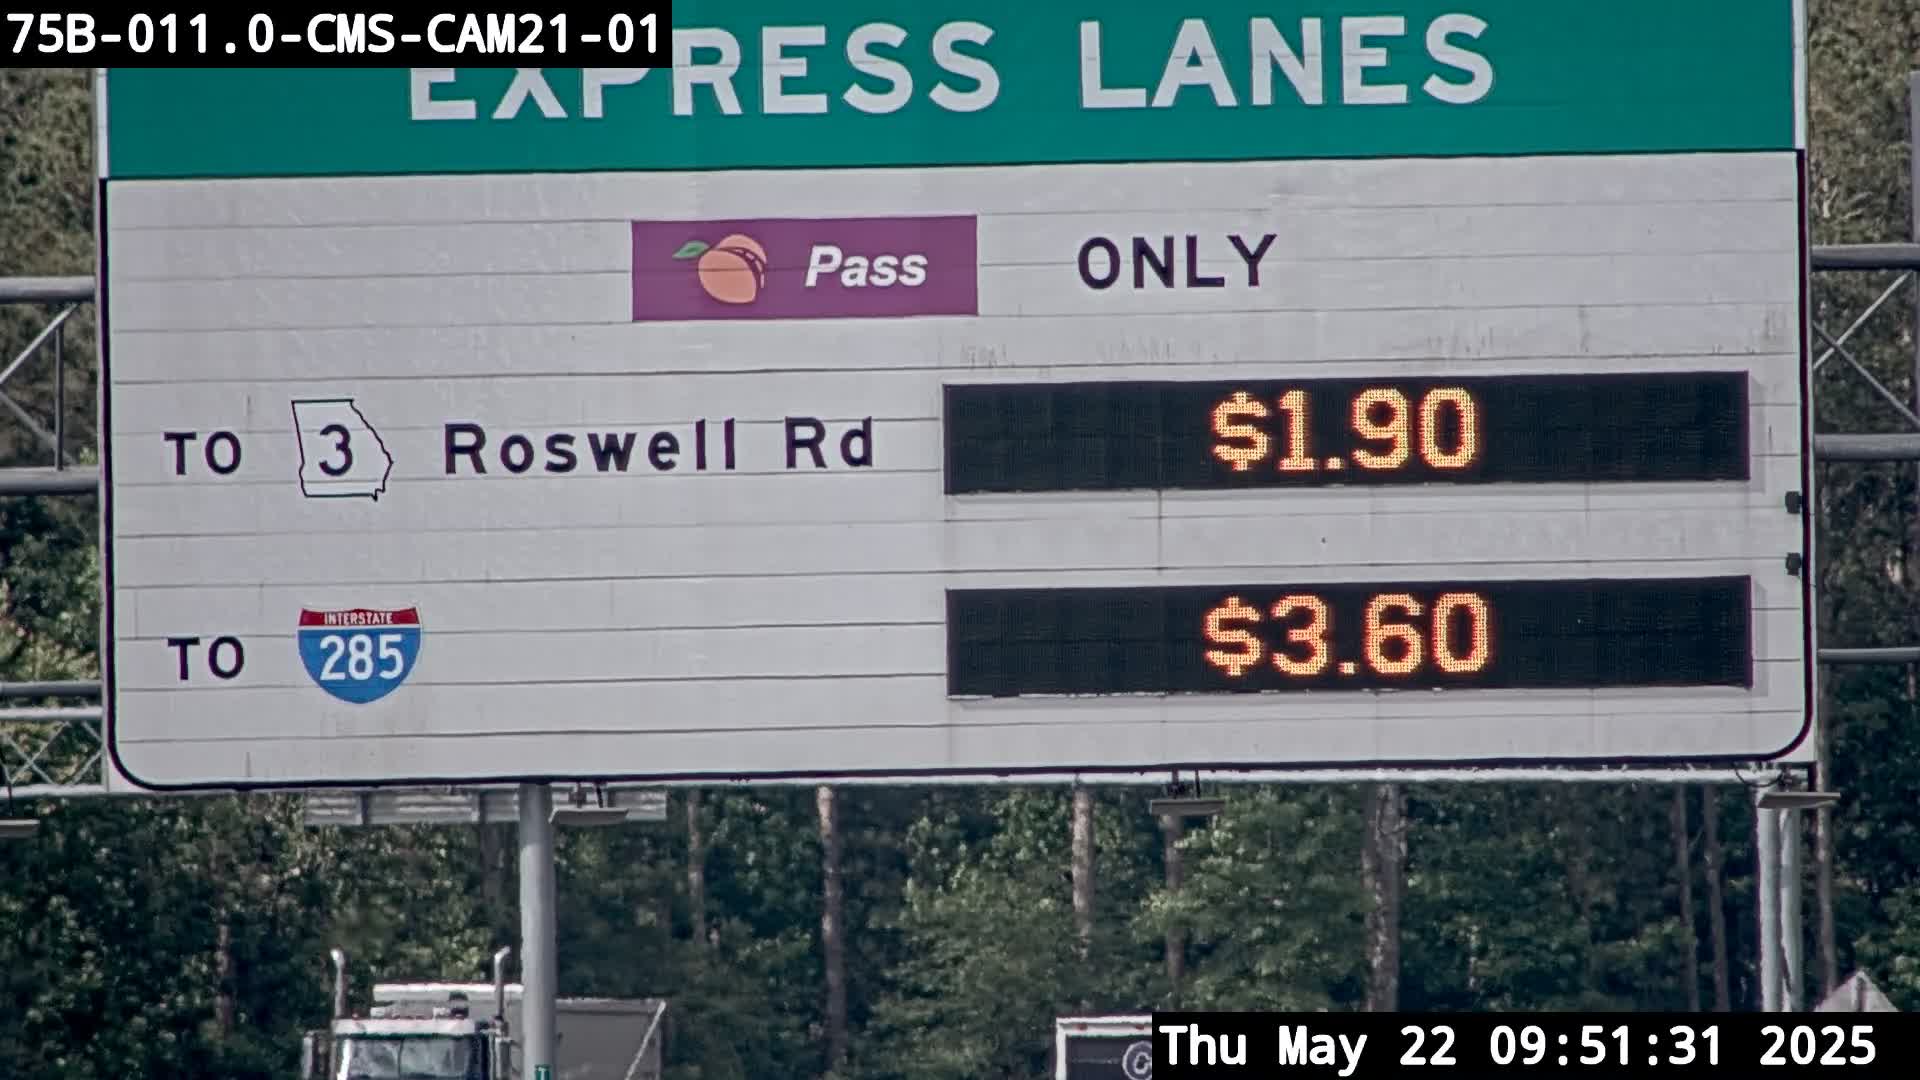 75B-011.0-CMS-CAM21-01
EXPRESS LANES
Pass ONLY
TO 3 Roswell Rd $1.90
INTERSTATE
TO 285 $3.60
Thu May 22 09:51:31 2025